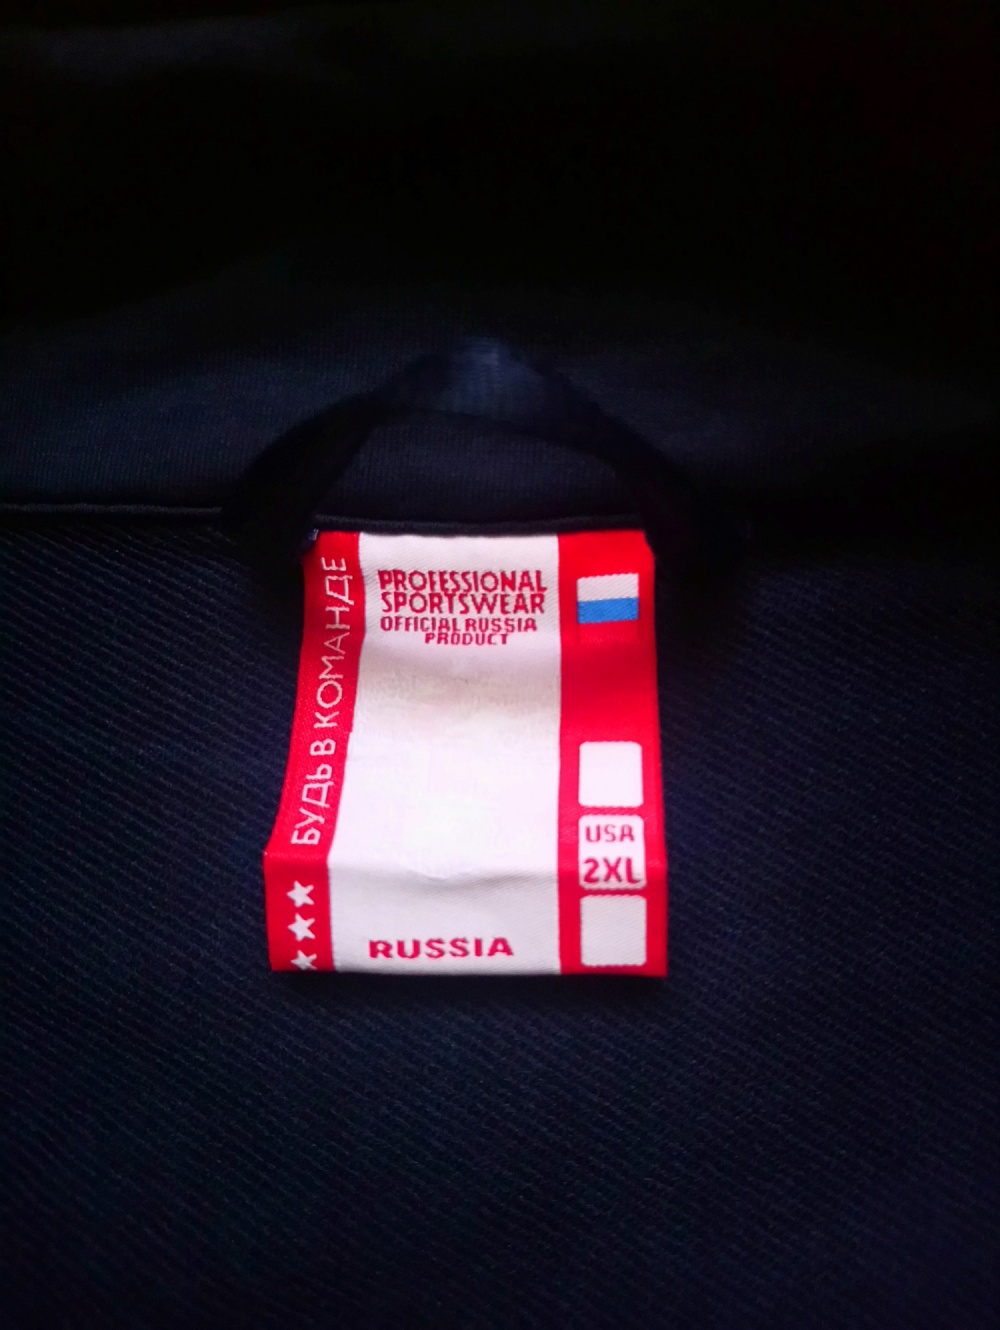 БУДЬ В КОМАНДЕ
PROFESSIONAL
SPORTSWEAR
OFFICIAL RUSSIA
PRODUCT
USA
2XL
RUSSIA